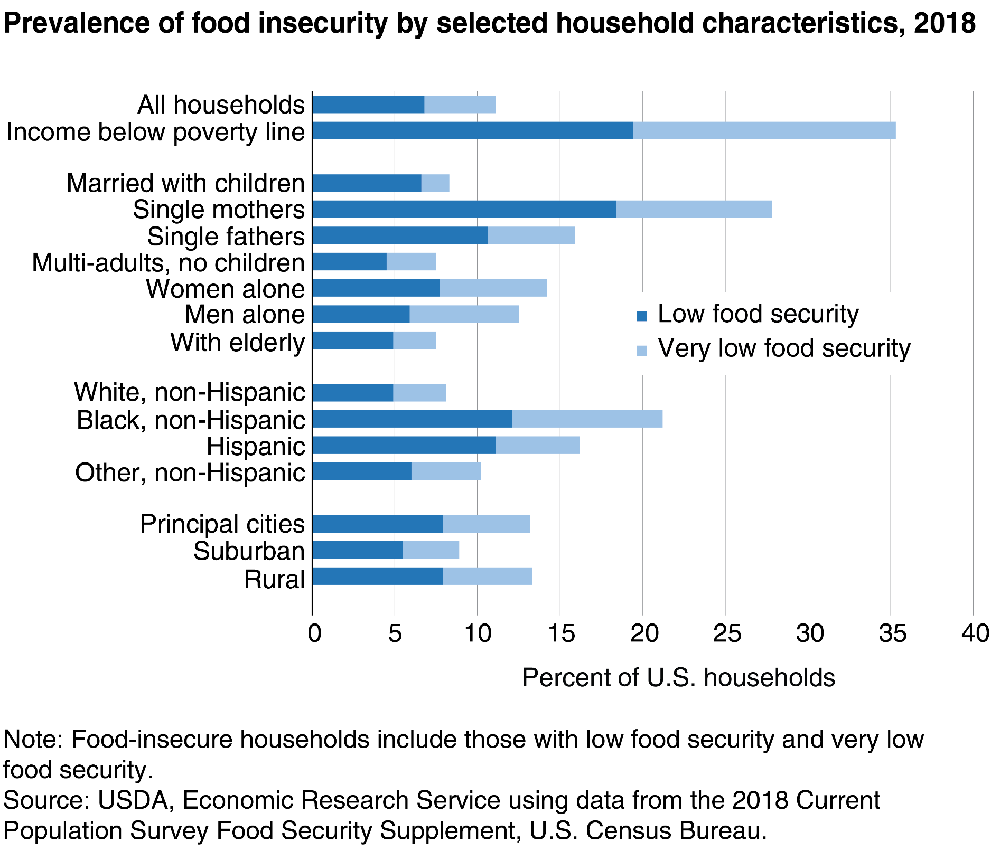 Prevalence of food insecurity by selected household characteristics, 2018
All households
Income below poverty line
Married with children
Single mothers
Single fathers
Multi-adults, no children
Women alone
Men alone
With elderly
Low food security
Very low food security
White, non-Hispanic
Black, non-Hispanic
Hispanic
Other, non-Hispanic
Principal cities
Suburban
Rural
0 5 10 15 20 25 30 35 40
Percent of U.S. households
Note: Food-insecure households include those with low food security and very low
food security.
Source: USDA, Economic Research Service using data from the 2018 Current
Population Survey Food Security Supplement, U.S. Census Bureau.